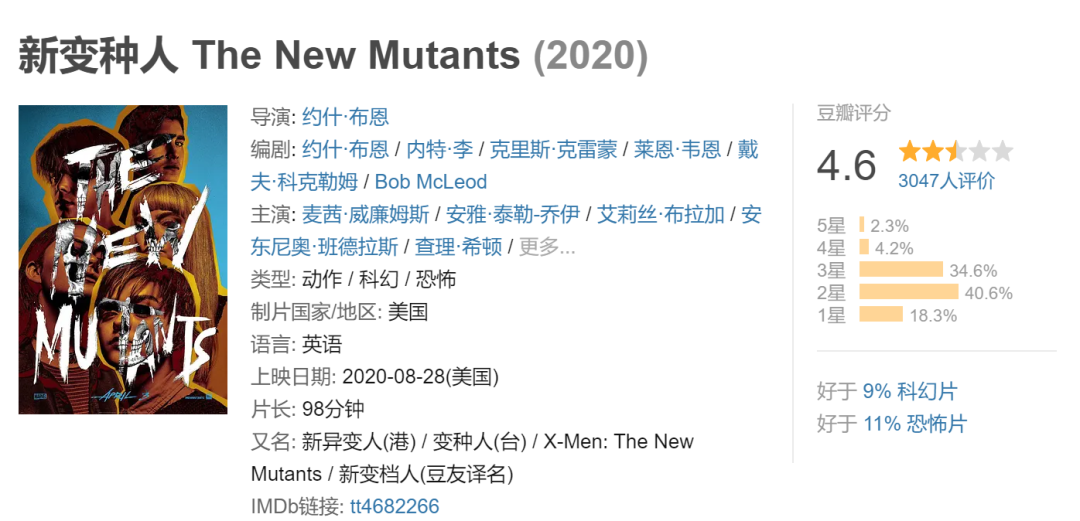 新变种人 The New Mutants (2020)
THE
NEW
MUTANTS
APRIL
导演: 约什·布恩
编剧: 约什·布恩 / 内特·李 / 克里斯·克雷蒙 / 莱恩·韦恩 / 戴
夫·科克勒姆 / Bob McLeod
主演: 麦茜·威廉姆斯 / 安雅·泰勒-乔伊 / 艾莉丝·布拉加 / 安
东尼奥·班德拉斯 / 查理·希顿 / 更多...
类型: 动作 / 科幻 / 恐怖
制片国家/地区: 美国
语言: 英语
上映日期: 2020-08-28(美国)
片长: 98分钟
又名: 新异变人(港) / 变种人(台) / X-Men: The New
Mutants / 新变档人(豆友译名)
IMDb链接: tt4682266
豆瓣评分
4.6
3047人评价
5星 2.3%
4星 4.2%
3星 34.6%
2星 40.6%
1星 18.3%
好于 9% 科幻片
好于 11% 恐怖片